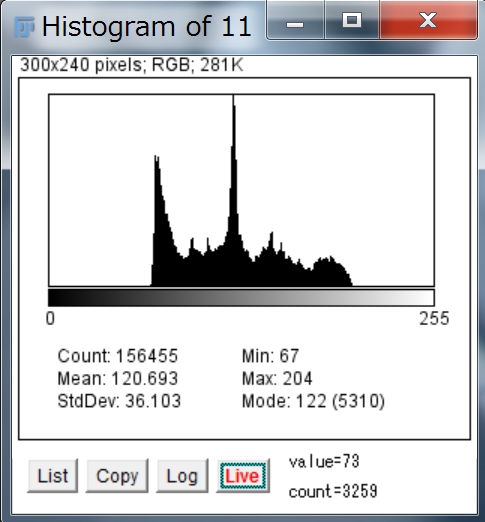 Histogram of 11
300x240 pixels; RGB; 281K
0 255
Count: 156455 Min: 67
Mean: 120.693 Max: 204
StdDev: 36.103 Mode: 122 (5310)
List Copy Log Live value=73
count=3259